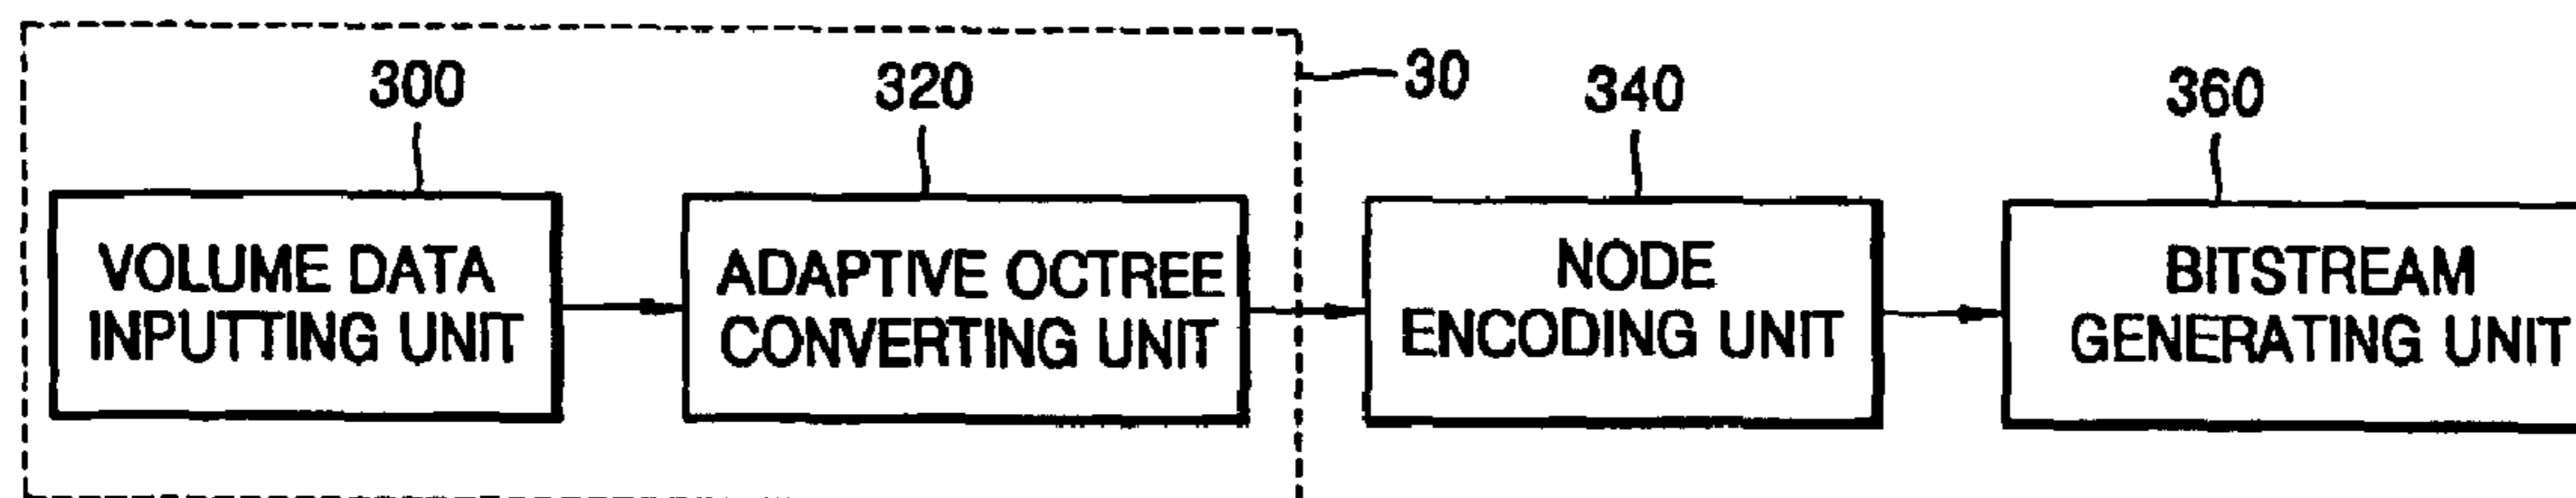 300
320
30
340
360
VOLUME DATA
INPUTTING UNIT
ADAPTIVE OCTREE
CONVERTING UNIT
NODE
ENCODING UNIT
BITSTREAM
GENERATING UNIT